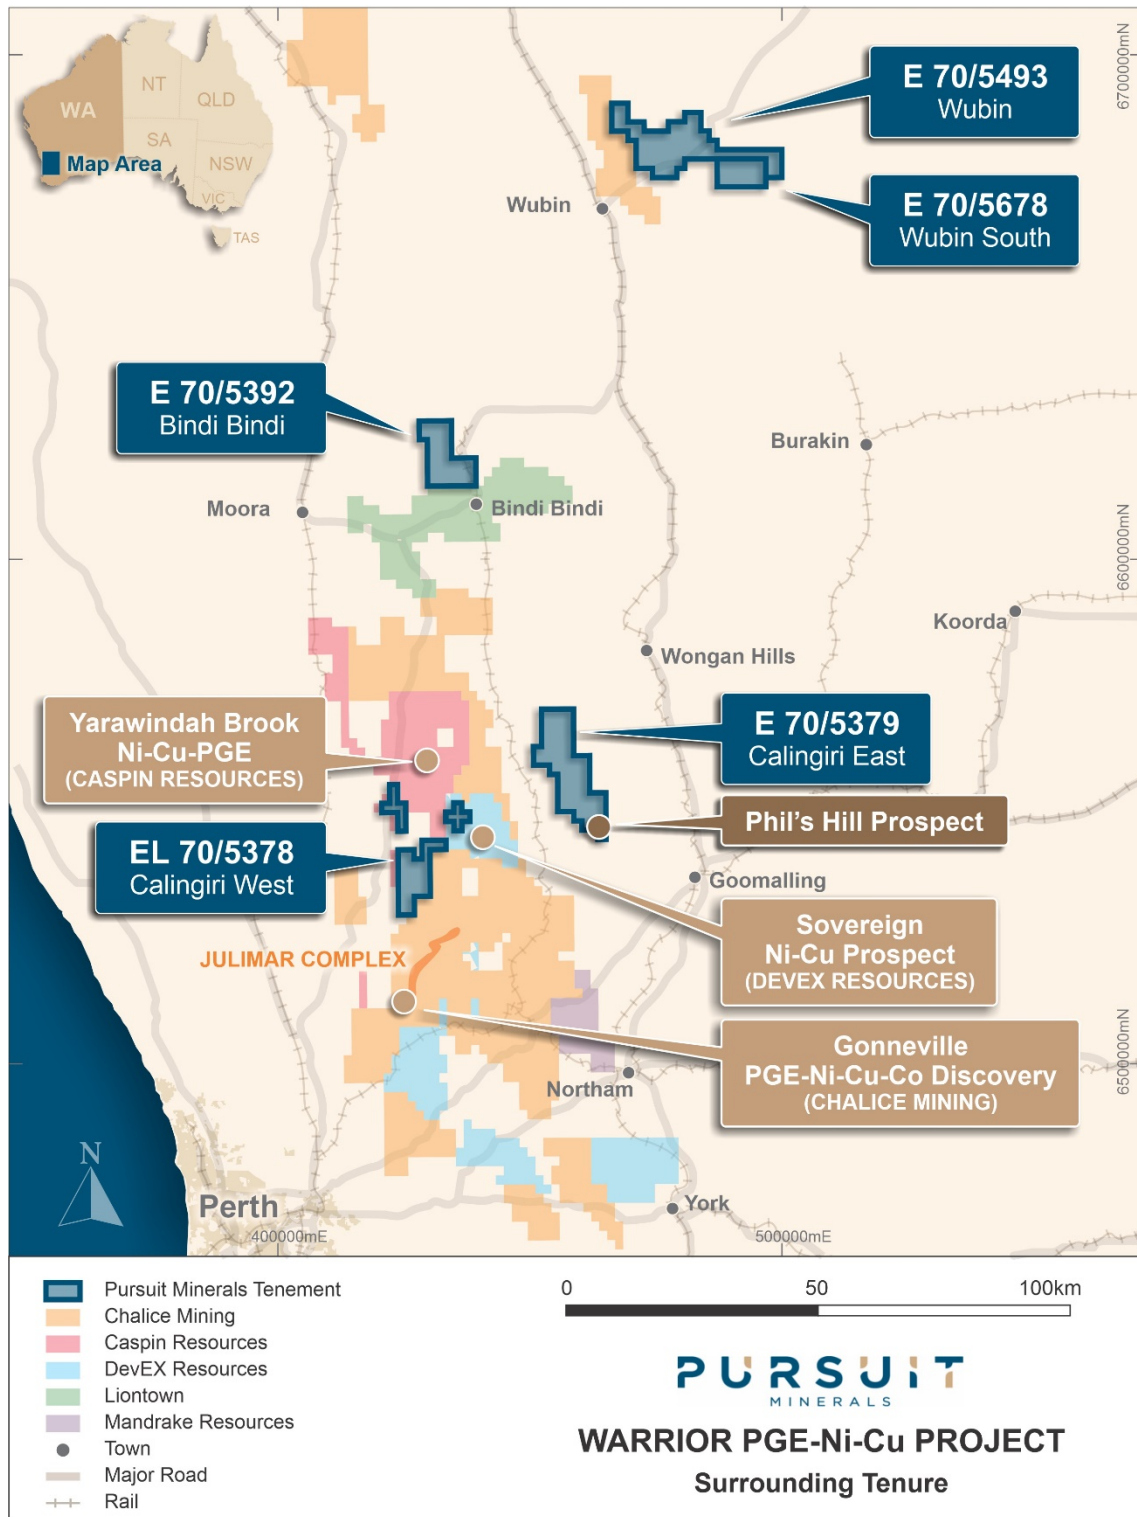 NT
QLD
WA
SA
NSW
VIC
TAS
Map Area
6700000mN
E 70/5493
Wubin
Wubin
E 70/5678
Wubin South
E 70/5392
Bindi Bindi
Burakin
Moora
Bindi Bindi
6600000mN
Koorda
Wongan Hills
Yarawindah Brook
Ni-Cu-PGE
(CASPIN RESOURCES)
E 70/5379
Calingiri East
Phil's Hill Prospect
EL 70/5378
Calingiri West
Goomalling
Sovereign
Ni-Cu Prospect
(DEVEX RESOURCES)
JULIMAR COMPLEX
Gonneville
PGE-Ni-Cu-Co Discovery
(CHALICE MINING)
6500000mN
Northam
N
Perth
York
400000mE
500000mE
Pursuit Minerals Tenement
Chalice Mining
Caspin Resources
DevEX Resources
Liontown
Mandrake Resources
Town
Major Road
Rail
0 50 100km
PURSUIT
MINERALS
WARRIOR PGE-Ni-Cu PROJECT
Surrounding Tenure